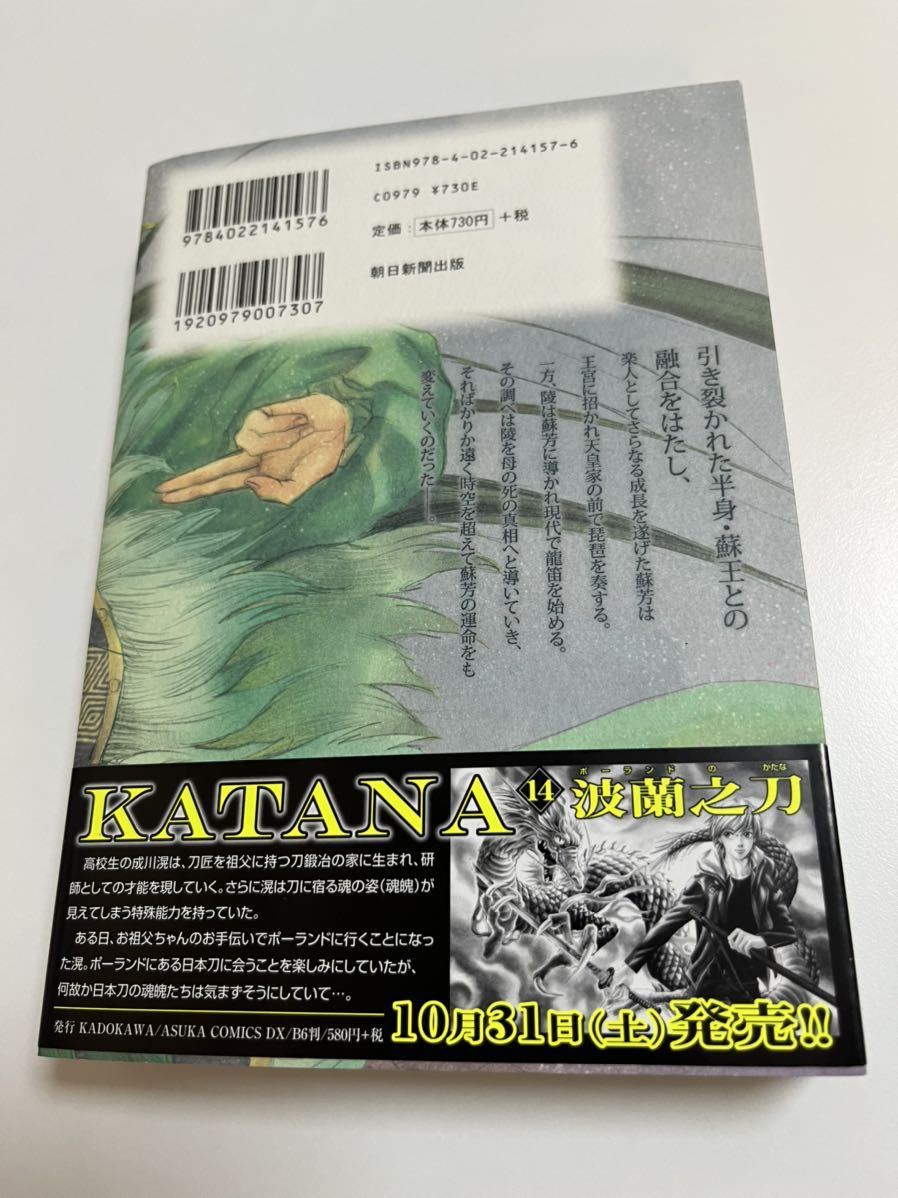 ISBN978-4-02-214157-6
C0979 ¥730E
定価：本体730円+税
朝日新聞出版
9784022141576
1920979007307
引き裂かれた半身・蘇王との
融合をはたし、
楽人としてさらなる成長を遂げた蘇芳は
王宮に招かれ天皇家の前で琵琶を奏する。
一方、陵は蘇芳に導かれ現代で龍笛を始める。
その調べは陵を母の死の真相へと導いていき、
そればかりか遠く時空を超えて蘇芳の運命をも
変えていくのだった――。
KATANA 14 波蘭之刀
ポーランドの かたな
高校生の成川滉は、刀匠を祖父に持つ刀鍛冶の家に生まれ、研
師としての才能を現していく。さらに滉は刀に宿る魂の姿(魂魄)が
見えてしまう特殊能力を持っていた。
ある日、お祖父ちゃんのお手伝いでポーランドに行くことになっ
た滉。ポーランドにある日本刀に会うことを楽しみにしていたが、
何故か日本刀の魂魄たちは気まずそうにしていて…。
発行 KADOKAWA/ASUKA COMICS DX/B6判/580円+税
10月31日(土)発売!!